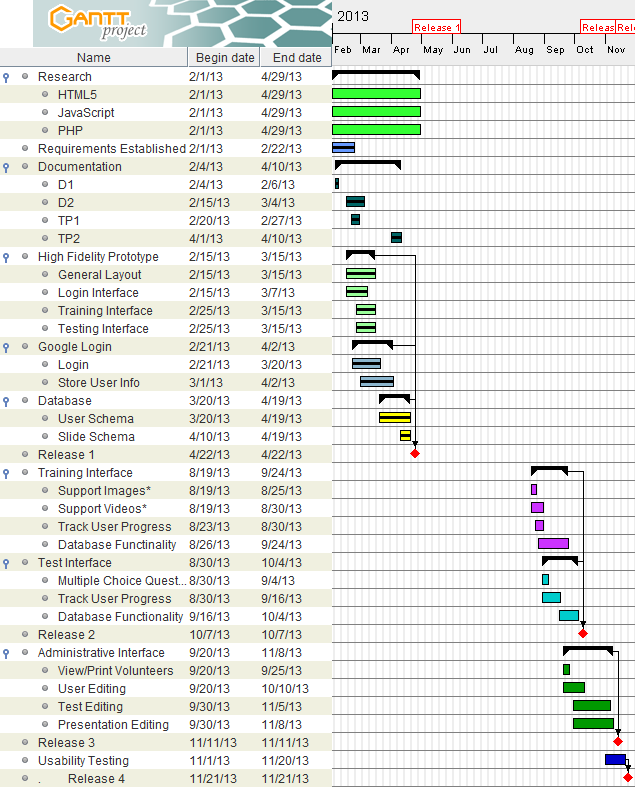 GANTT
project
2013
Release 1
Releas Rele
Feb Mar Apr May Jun Jul Aug Sep Oct Nov
Name Begin date End date
Research 2/1/13 4/29/13
HTML5 2/1/13 4/29/13
JavaScript 2/1/13 4/29/13
PHP 2/1/13 4/29/13
Requirements Established 2/1/13 2/22/13
Documentation 2/4/13 4/10/13
D1 2/4/13 2/6/13
D2 2/15/13 3/4/13
TP1 2/20/13 2/27/13
TP2 4/1/13 4/10/13
High Fidelity Prototype 2/15/13 3/15/13
General Layout 2/15/13 3/15/13
Login Interface 2/15/13 3/7/13
Training Interface 2/25/13 3/15/13
Testing Interface 2/25/13 3/15/13
Google Login 2/21/13 4/2/13
Login 2/21/13 3/20/13
Store User Info 3/1/13 4/2/13
Database 3/20/13 4/19/13
User Schema 3/20/13 4/19/13
Slide Schema 4/10/13 4/19/13
Release 1 4/22/13 4/22/13
Training Interface 8/19/13 9/24/13
Support Images* 8/19/13 8/25/13
Support Videos* 8/19/13 8/30/13
Track User Progress 8/23/13 8/30/13
Database Functinality 8/26/13 9/24/13
Test Interface 8/30/13 10/4/13
Multiple Choice Quest... 8/30/13 9/4/13
Track User Progress 8/30/13 9/16/13
Database Functionality 9/16/13 10/4/13
Release 2 10/7/13 10/7/13
Administrative Interface 9/20/13 11/8/13
View/Print Volunteers 9/20/13 9/25/13
User Editing 9/20/13 10/10/13
Test Editing 9/30/13 11/5/13
Presentation Editing 9/30/13 11/8/13
Release 3 11/11/13 11/11/13
Usability Testing 11/1/13 11/20/13
. Release 4 11/21/13 11/21/13